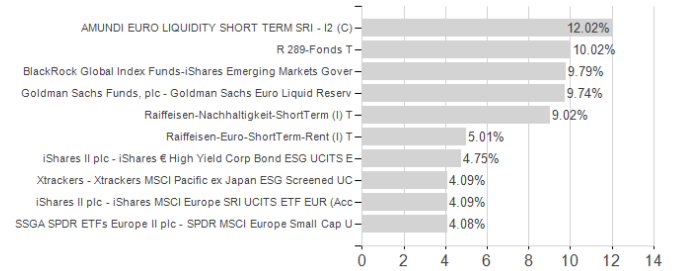 AMUNDI EURO LIQUIDITY SHORT TERM SRI - I2 (C) 12.02%
R 289-Fonds T 10.02%
BlackRock Global Index Funds-iShares Emerging Markets Gover 9.79%
Goldman Sachs Funds, plc - Goldman Sachs Euro Liquid Reserv 9.74%
Raiffeisen-Nachhaltigkeit-ShortTerm (I) T 9.02%
Raiffeisen-Euro-ShortTerm-Rent (I) T 5.01%
iShares II plc - iShares € High Yield Corp Bond ESG UCITS E 4.75%
Xtrackers - Xtrackers MSCI Pacific ex Japan ESG Screened UC 4.09%
iShares II plc - iShares MSCI Europe SRI UCITS ETF EUR (Acc 4.09%
SSGA SPDR ETFs Europe II plc - SPDR MSCI Europe Small Cap U 4.08%
0 2 4 6 8 10 12 14